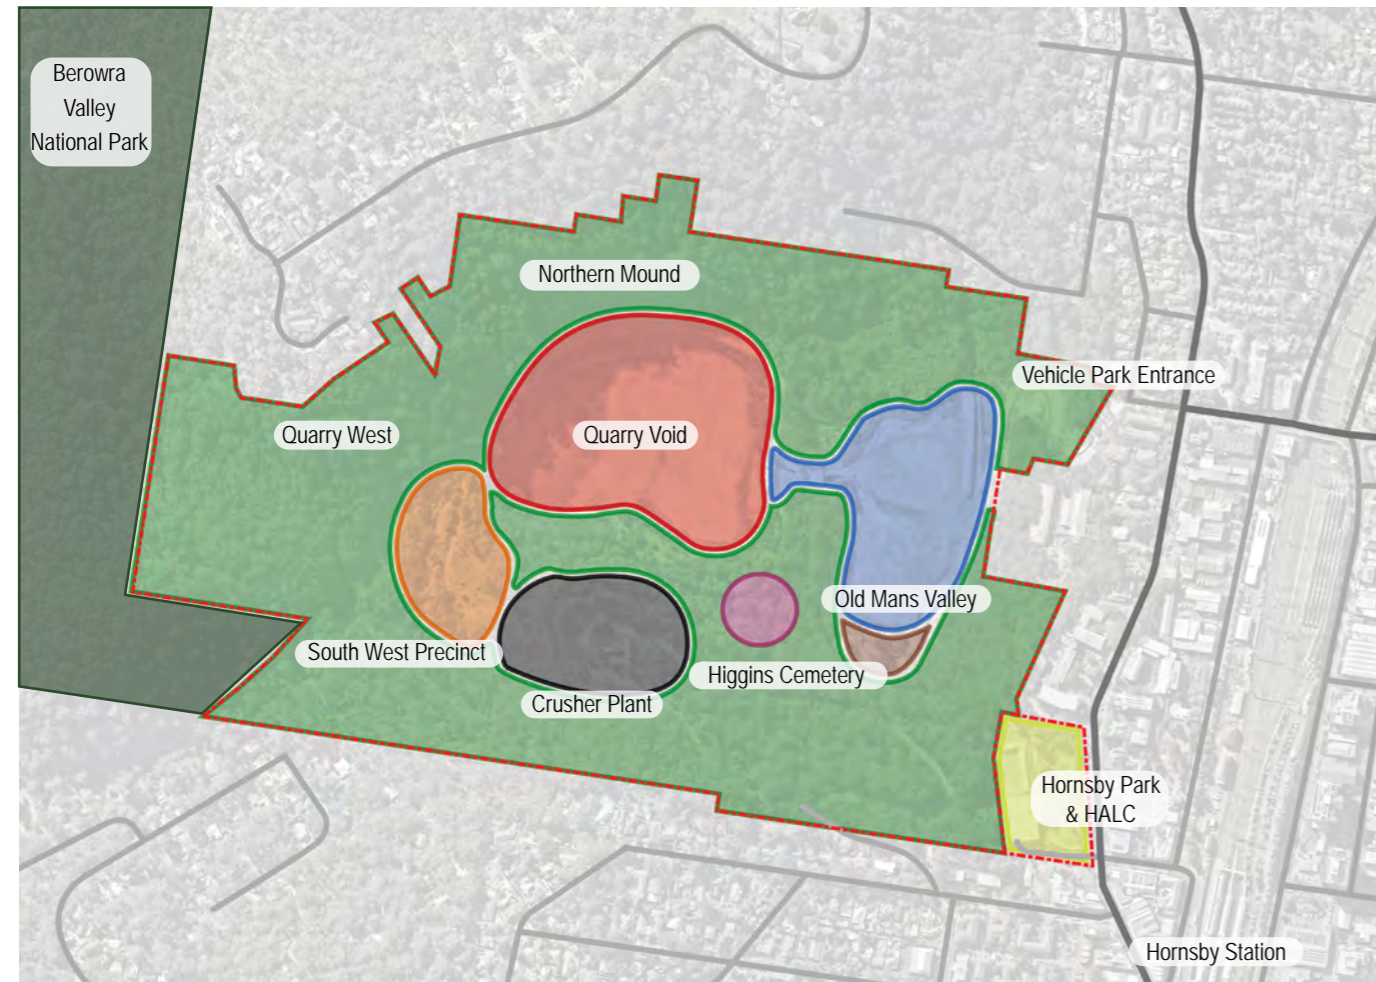 Berowra
Valley
National Park
Northern Mound
Vehicle Park Entrance
Quarry West
Quarry Void
Old Mans Valley
South West Precinct
Higgins Cemetery
Crusher Plant
Hornsby Park
& HALC
Hornsby Station